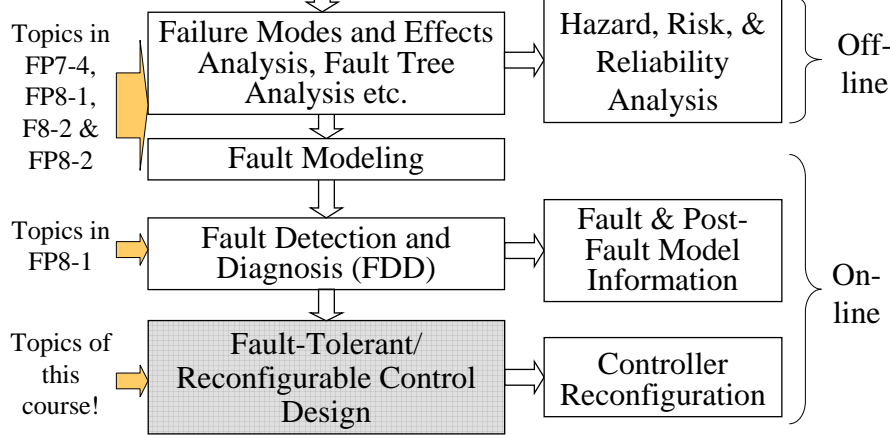 Topics in
FP7-4,
FP8-1,
F8-2 &
FP8-2
Failure Modes and Effects
Analysis, Fault Tree
Analysis etc.
Hazard, Risk, &
Reliability
Analysis
Off-
line
Fault Modeling
Topics in
FP8-1
Fault Detection and
Diagnosis (FDD)
Fault & Post-
Fault Model
Information
On-
line
Topics of
this
course!
Fault-Tolerant/
Reconfigurable Control
Design
Controller
Reconfiguration